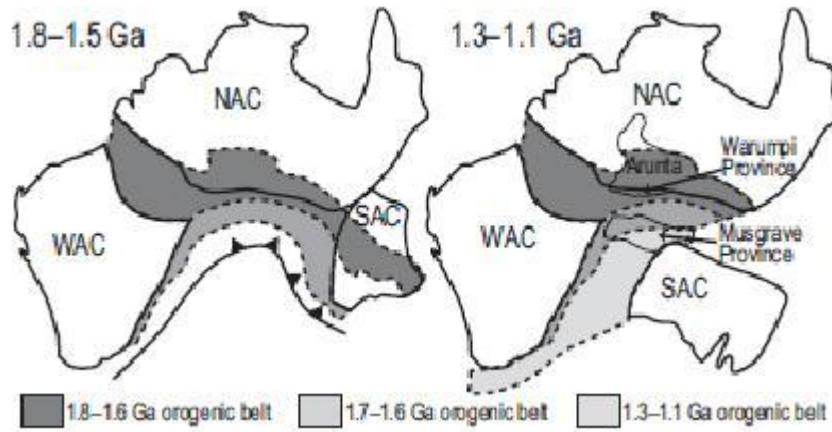 1.8–1.5 Ga
1.3–1.1 Ga
NAC
WAC
SAC
NAC
Arunta
Warumpi
Province
WAC
Musgrave
Province
SAC
1.8–1.6 Ga orogenic belt
1.7–1.6 Ga orogenic belt
1.3–1.1 Ga orogenic belt